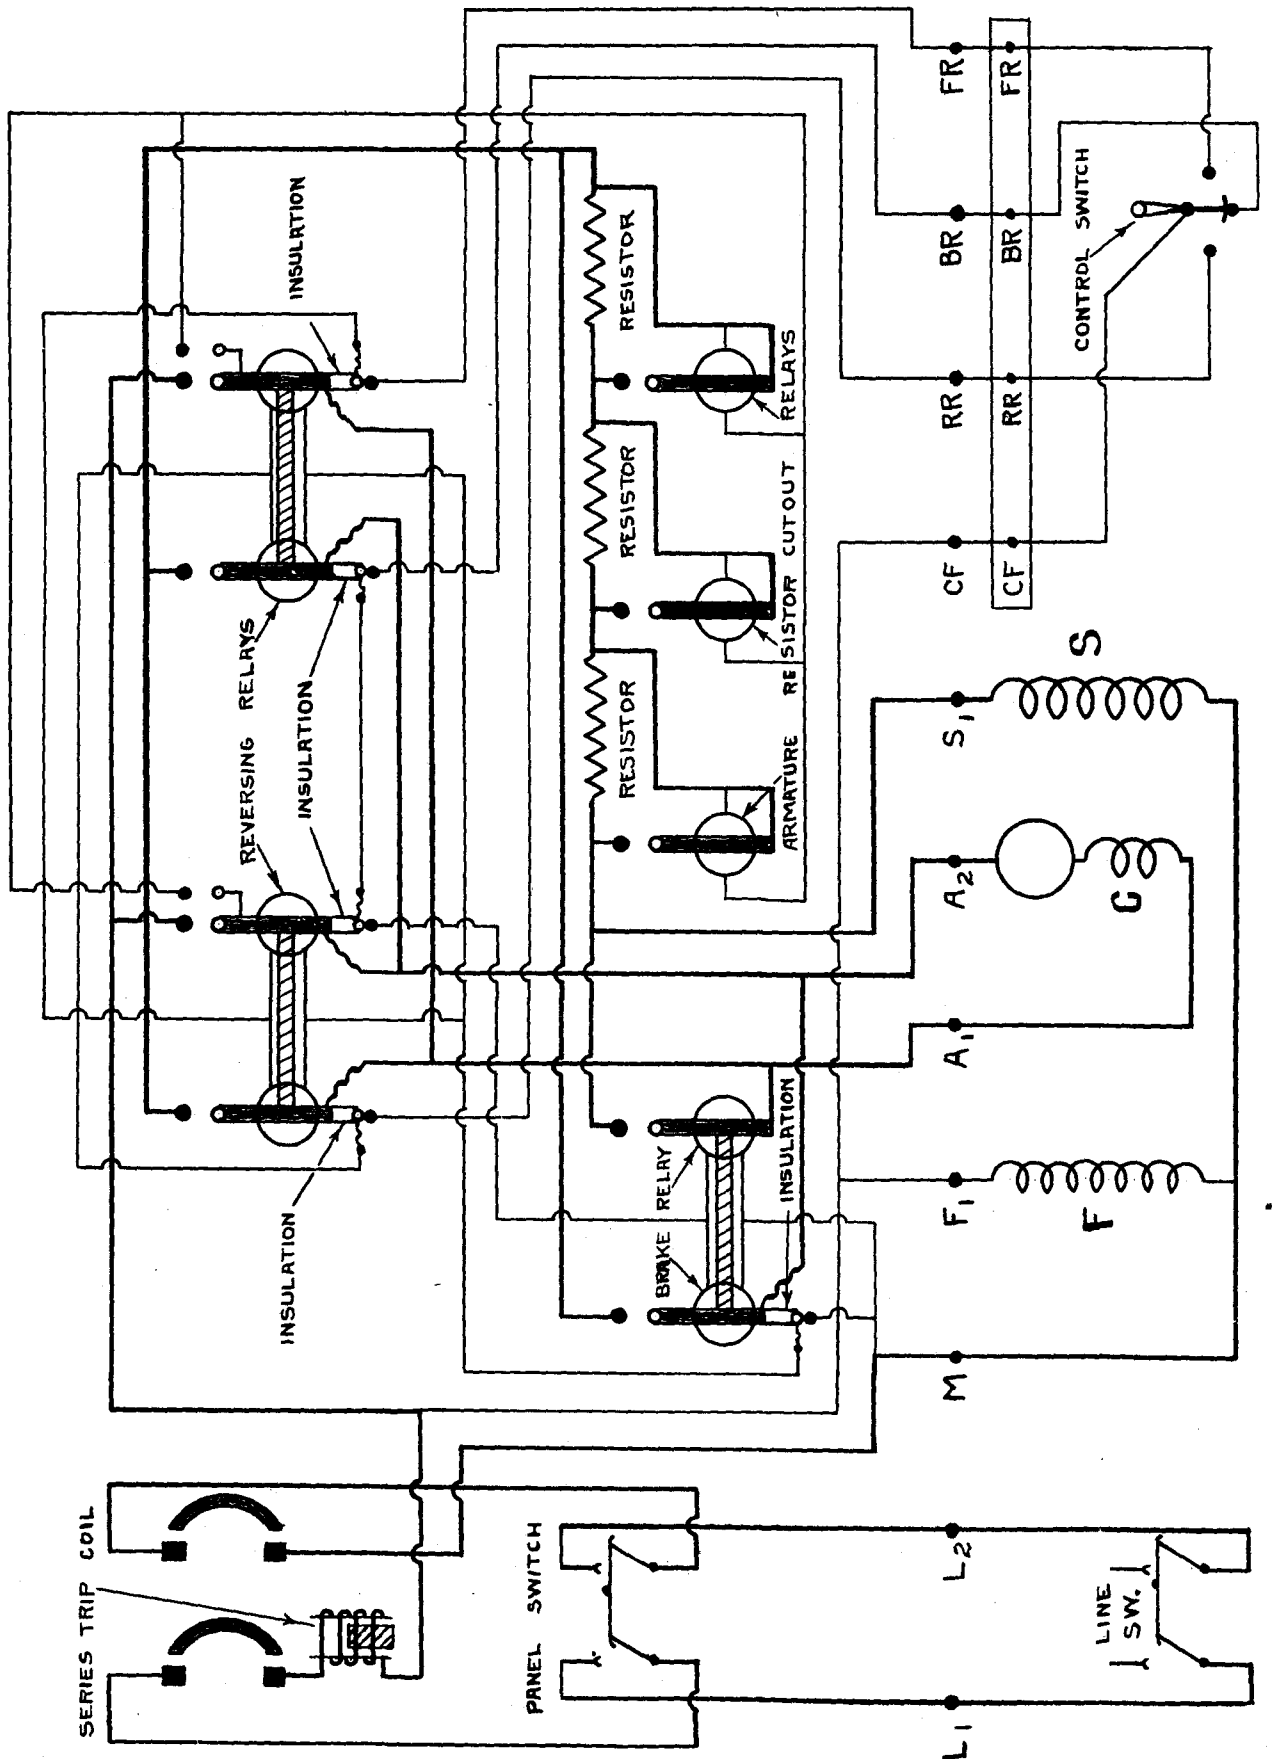 SERIES TRIP COIL
REVERSING RELAYS
INSULATION
INSULATION
INSULATION
PANEL SWITCH
RESISTOR
RESISTOR
RESISTOR
BRAKE RELAY
INSULATION
ARMATURE RESISTOR CUTOUT RELAYS
L1
L2
M
F1
A1
A2
S1
CF
RR
BR
FR
CF
RR
BR
FR
LINE
SW.
F
G
S
CONTROL SWITCH